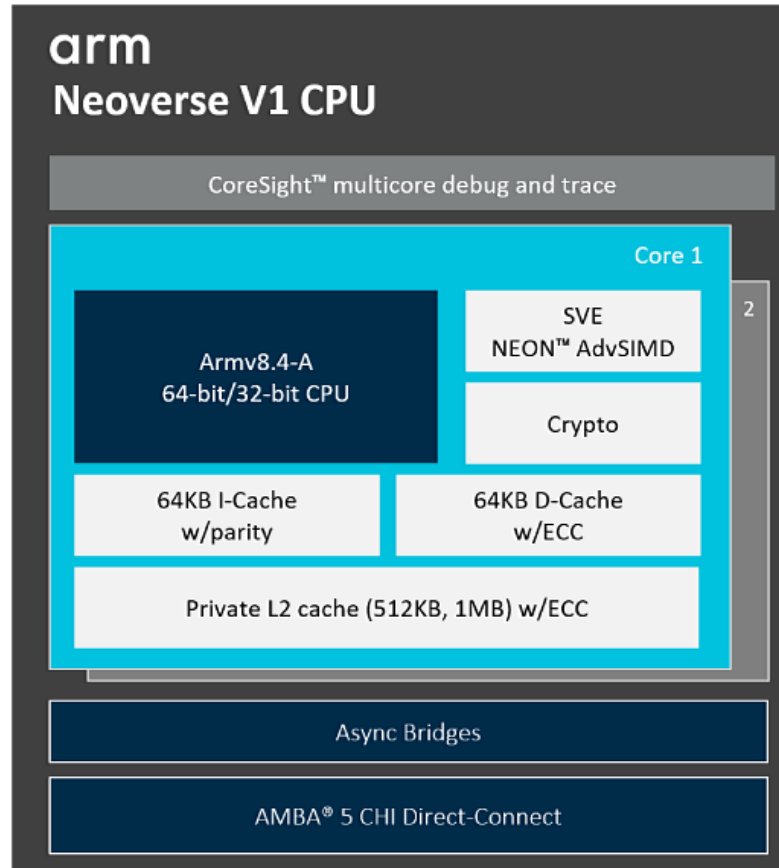 arm
Neoverse V1 CPU
CoreSight™ multicore debug and trace
Core 1
2
Armv8.4-A
64-bit/32-bit CPU
SVE
NEON™ AdvSIMD
Crypto
64KB I-Cache
w/parity
64KB D-Cache
w/ECC
Private L2 cache (512KB, 1MB) w/ECC
Async Bridges
AMBA® 5 CHI Direct-Connect